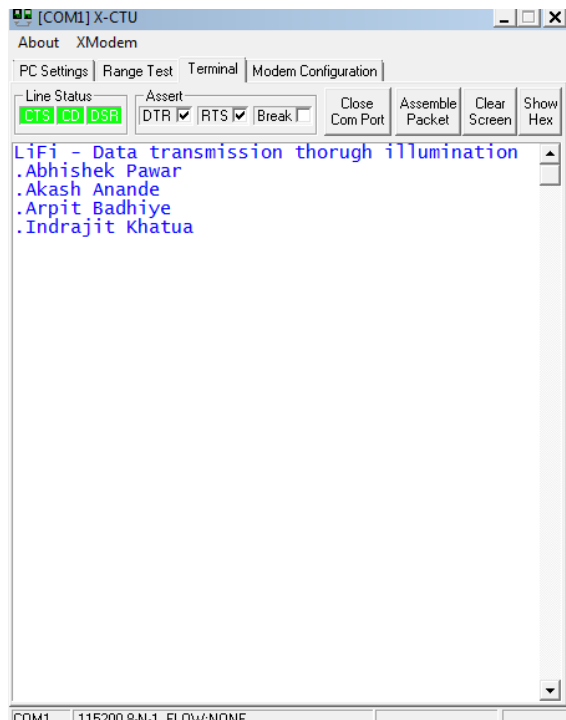 [COM1] X-CTU
About XModem
PC Settings Range Test Terminal Modem Configuration
Line Status Assert
CTS CD DSR DTR RTS Break Close Com Port Assemble Packet Clear Screen Show Hex
LiFi - Data transmission thorugh illumination
.Abhishek Pawar
.Akash Anande
.Arpit Badhiye
.Indrajit Khatua
COM1 115200 8-N-1 FLOW:NONE